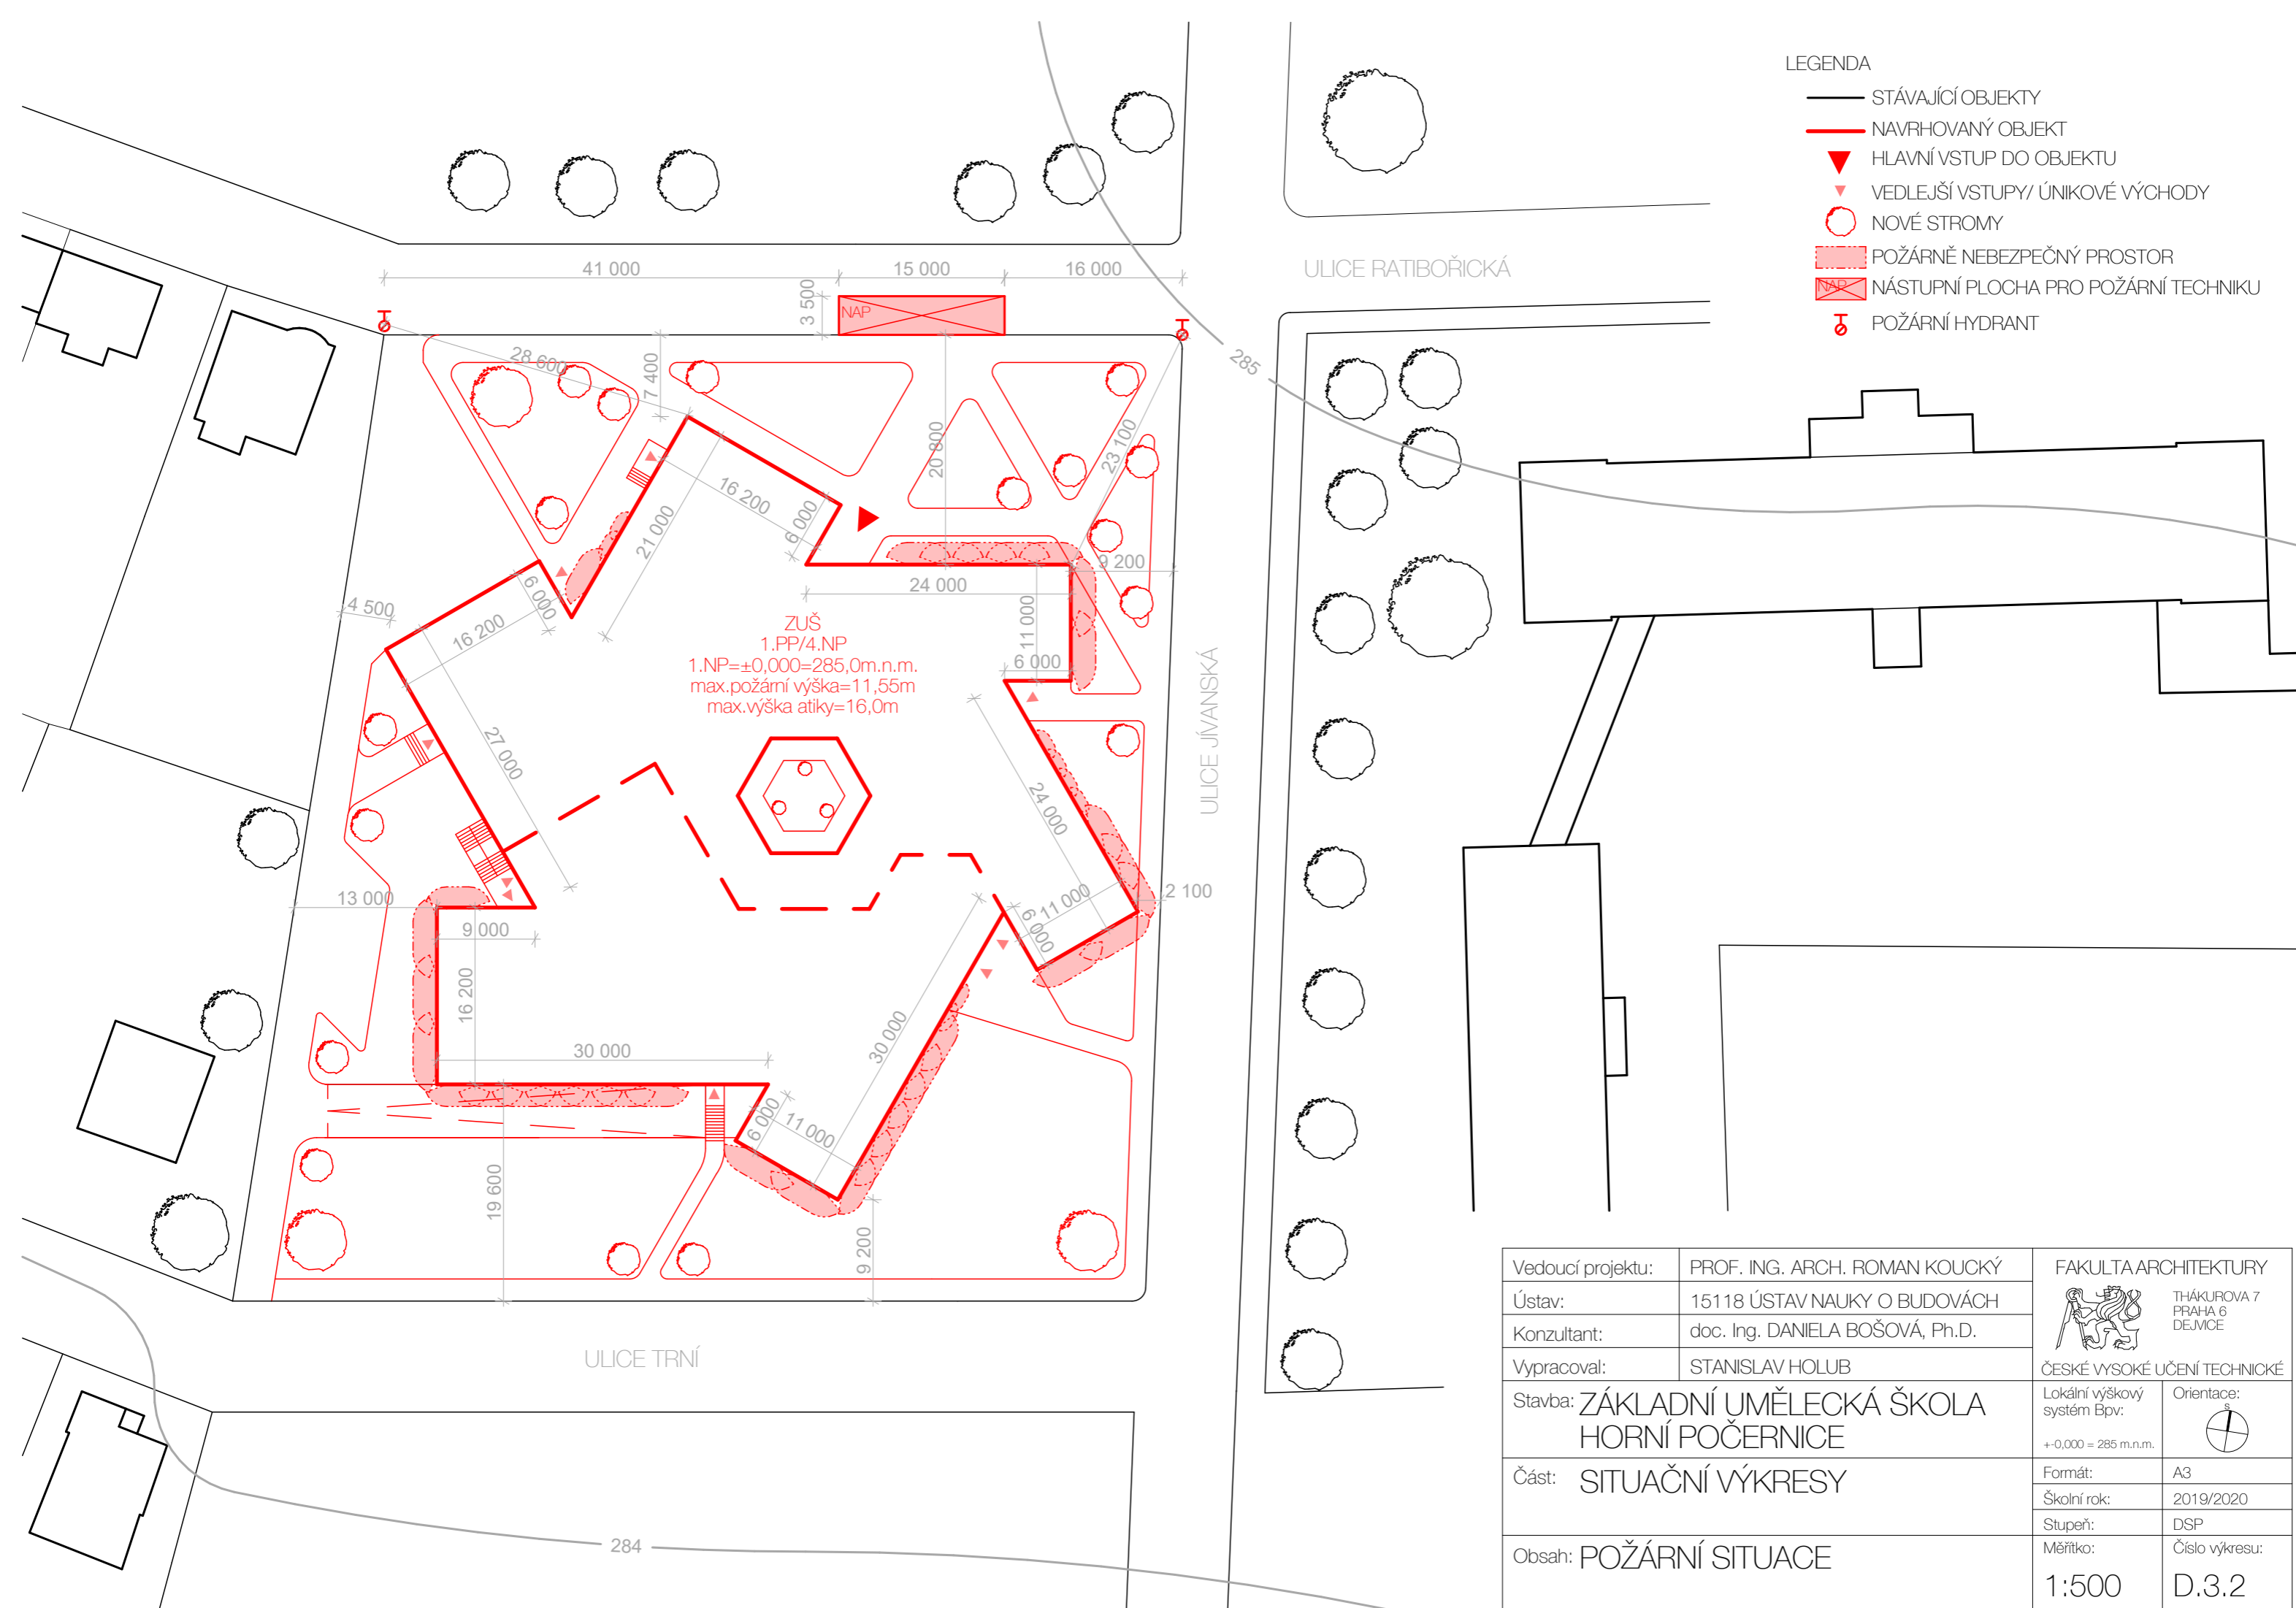 LEGENDA
STÁVAJÍCÍ OBJEKTY
NAVRHOVANÝ OBJEKT
HLAVNÍ VSTUP DO OBJEKTU
VEDLEJŠÍ VSTUPY/ ÚNIKOVÉ VÝCHODY
NOVÉ STROMY
POŽÁRNĚ NEBEZPEČNÝ PROSTOR
NAP NÁSTUPNÍ PLOCHA PRO POŽÁRNÍ TECHNIKU
POŽÁRNÍ HYDRANT
41 000
15 000
16 000
3 500
NAP
ULICE RATIBOŘICKÁ
285
28 600
7 400
20 800
23 100
16 200
6 000
21 000
9 200
24 000
11 000
6 000
4 500
16 200
6 000
ZUŠ
1.PP/4.NP
1.NP=±0,000=285,0m.n.m.
max.požární výška=11,55m
max.výška atiky=16,0m
ULICE JÍVANSKÁ
27 000
24 000
13 000
9 000
11 000
6 000
2 100
16 200
30 000
30 000
6 000
11 000
19 600
9 200
ULICE TRNÍ
284
Vedoucí projektu: PROF. ING. ARCH. ROMAN KOUCKÝ
Ústav: 15118 ÚSTAV NAUKY O BUDOVÁCH
Konzultant: doc. Ing. DANIELA BOŠOVÁ, Ph.D.
Vypracoval: STANISLAV HOLUB
Stavba: ZÁKLADNÍ UMĚLECKÁ ŠKOLA
HORNÍ POČERNICE
Část: SITUAČNÍ VÝKRESY
Obsah: POŽÁRNÍ SITUACE
FAKULTA ARCHITEKTURY
THÁKUROVA 7
PRAHA 6
DEJVICE
ČESKÉ VYSOKÉ UČENÍ TECHNICKÉ
Lokální výškový
systém Bpv:
+-0,000 = 285 m.n.m.
Orientace:
S
Formát: A3
Školní rok: 2019/2020
Stupeň: DSP
Měřítko: Číslo výkresu:
1:500 D.3.2